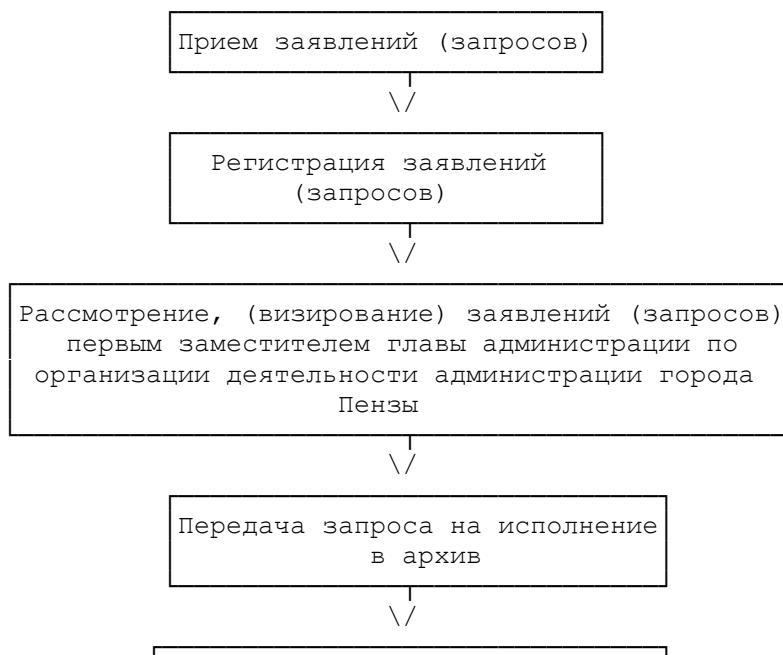 Прием заявлений (запросов)
Регистрация заявлений
(запросов)
Рассмотрение, (визирование) заявлений (запросов)
первым заместителем главы администрации по
организации деятельности администрации города
Пензы
Передача запроса на исполнение
в архив